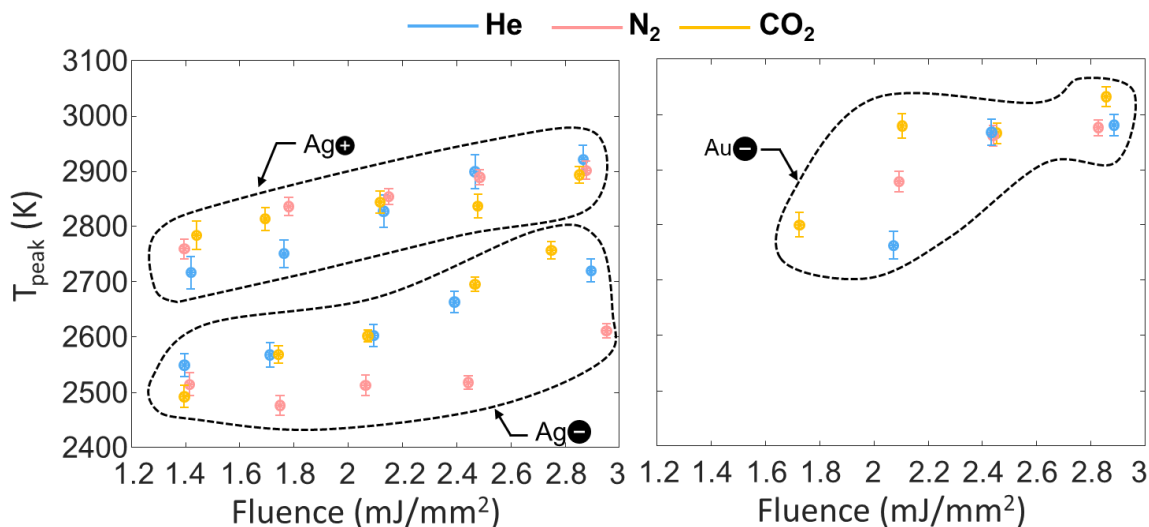 He N₂ CO₂
3100
3000
2900
2800
2700
2600
2500
2400
T_peak (K)
Ag+
Ag−
1.2 1.4 1.6 1.8 2 2.2 2.4 2.6 2.8 3
Fluence (mJ/mm²)
Au−
1.2 1.4 1.6 1.8 2 2.2 2.4 2.6 2.8 3
Fluence (mJ/mm²)